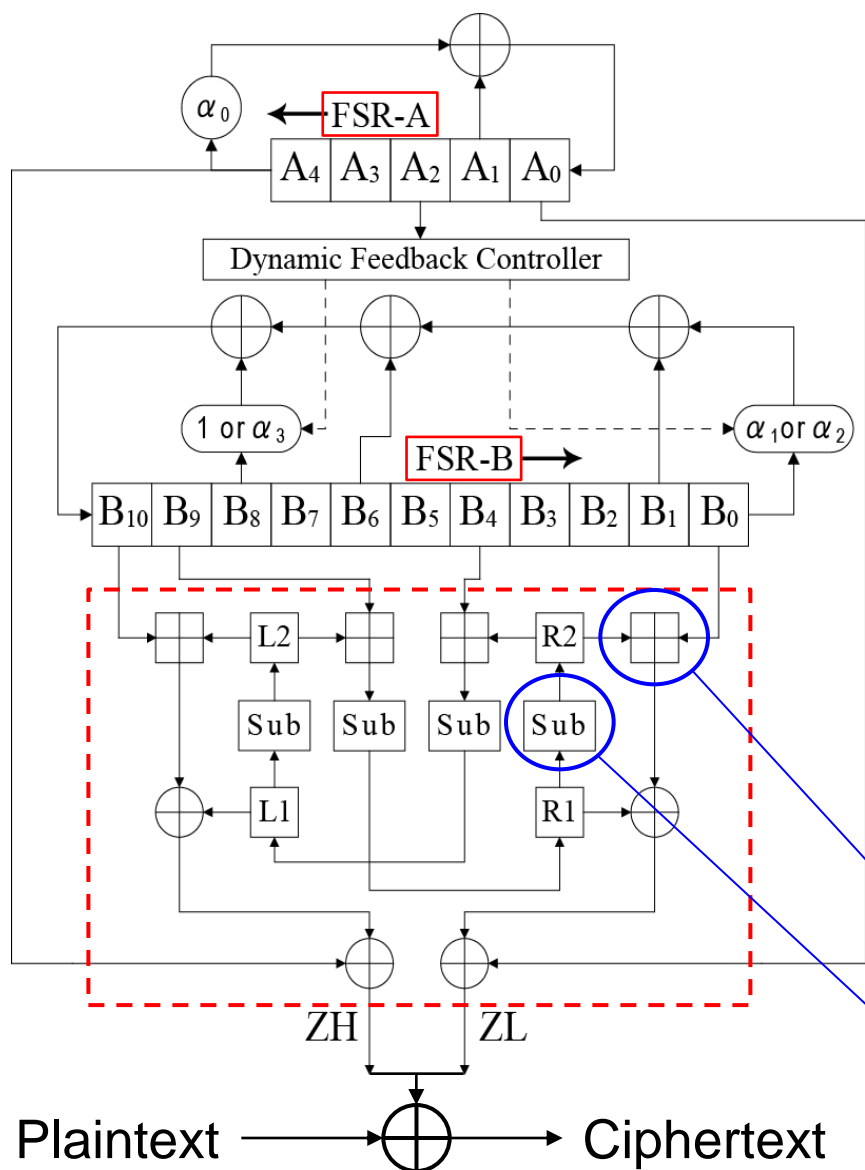 α₀
FSR-A
A₄ A₃ A₂ A₁ A₀
Dynamic Feedback Controller
1 or α₃
α₁ or α₂
FSR-B
B₁₀ B₉ B₈ B₇ B₆ B₅ B₄ B₃ B₂ B₁ B₀
L2 R2
Sub Sub Sub Sub
L1 R1
ZH ZL
Plaintext Ciphertext